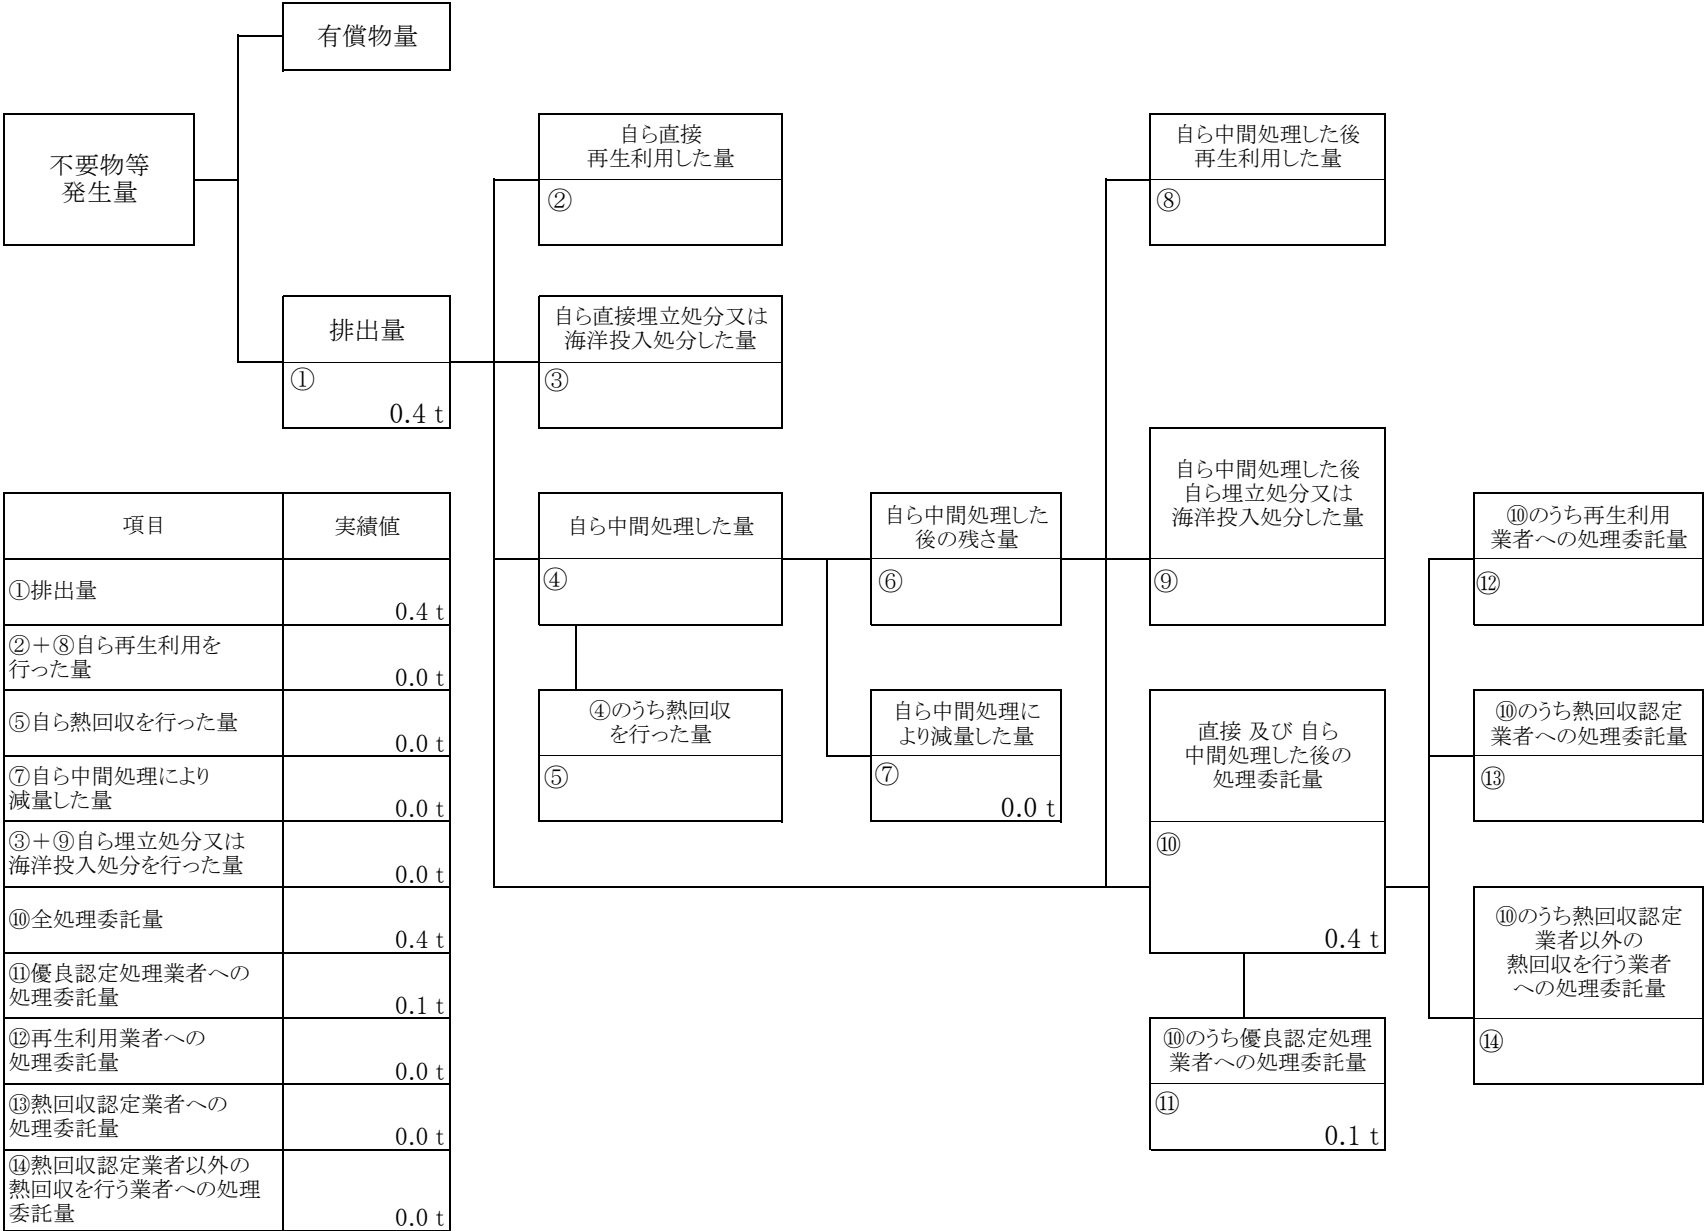 有償物量
不要物等
発生量
排出量
①
0.4 t
自ら直接
再生利用した量
②
自ら直接埋立処分又は
海洋投入処分した量
③
自ら中間処理した量
④
④のうち熱回収
を行った量
⑤
自ら中間処理した
後の残さ量
⑥
自ら中間処理に
より減量した量
⑦
0.0 t
自ら中間処理した後
再生利用した量
⑧
自ら中間処理した後
自ら埋立処分又は
海洋投入処分した量
⑨
直接 及び 自ら
中間処理した後の
処理委託量
⑩
0.4 t
⑩のうち優良認定処理
業者への処理委託量
⑪
0.1 t
⑩のうち再生利用
業者への処理委託量
⑫
⑩のうち熱回収認定
業者への処理委託量
⑬
⑩のうち熱回収認定
業者以外の
熱回収を行う業者
への処理委託量
⑭
項目 実績値
①排出量
0.4 t
②+⑧自ら再生利用を
行った量
0.0 t
⑤自ら熱回収を行った量
0.0 t
⑦自ら中間処理により
減量した量
0.0 t
③+⑨自ら埋立処分又は
海洋投入処分を行った量
0.0 t
⑩全処理委託量
0.4 t
⑪優良認定処理業者への
処理委託量
0.1 t
⑫再生利用業者への
処理委託量
0.0 t
⑬熱回収認定業者への
処理委託量
0.0 t
⑭熱回収認定業者以外の
熱回収を行う業者への処理
委託量
0.0 t